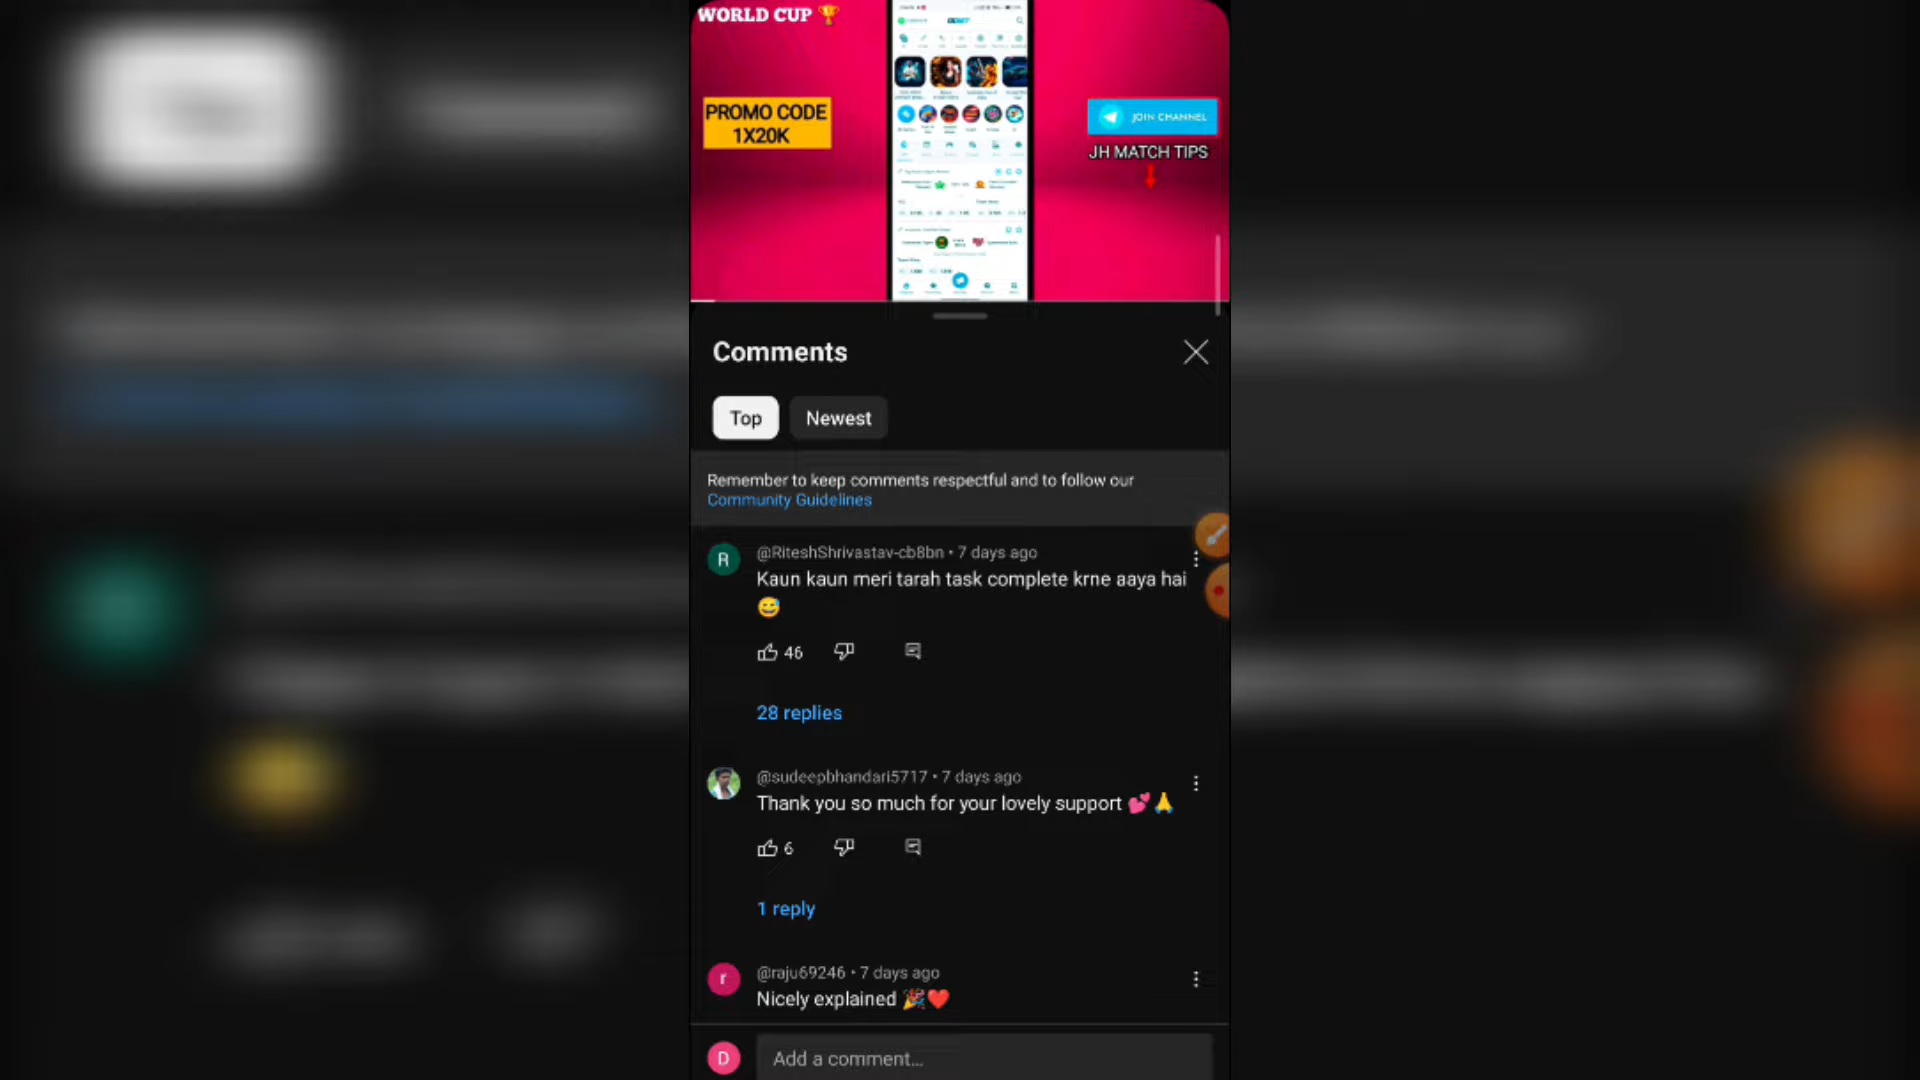 WORLD CUP 🏆
PROMO CODE
1X20K
JOIN CHANNEL
JH MATCH TIPS
Comments
Top
Newest
Remember to keep comments respectful and to follow our
Community Guidelines
R
@RiteshShrivastav-cb8bn • 7 days ago
Kaun kaun meri tarah task complete krne aaya hai
😅
46
28 replies
@sudeepbhandari5717 • 7 days ago
Thank you so much for your lovely support 💕🙏
6
1 reply
r
@raju69246 • 7 days ago
Nicely explained 🎉❤️
D
Add a comment...